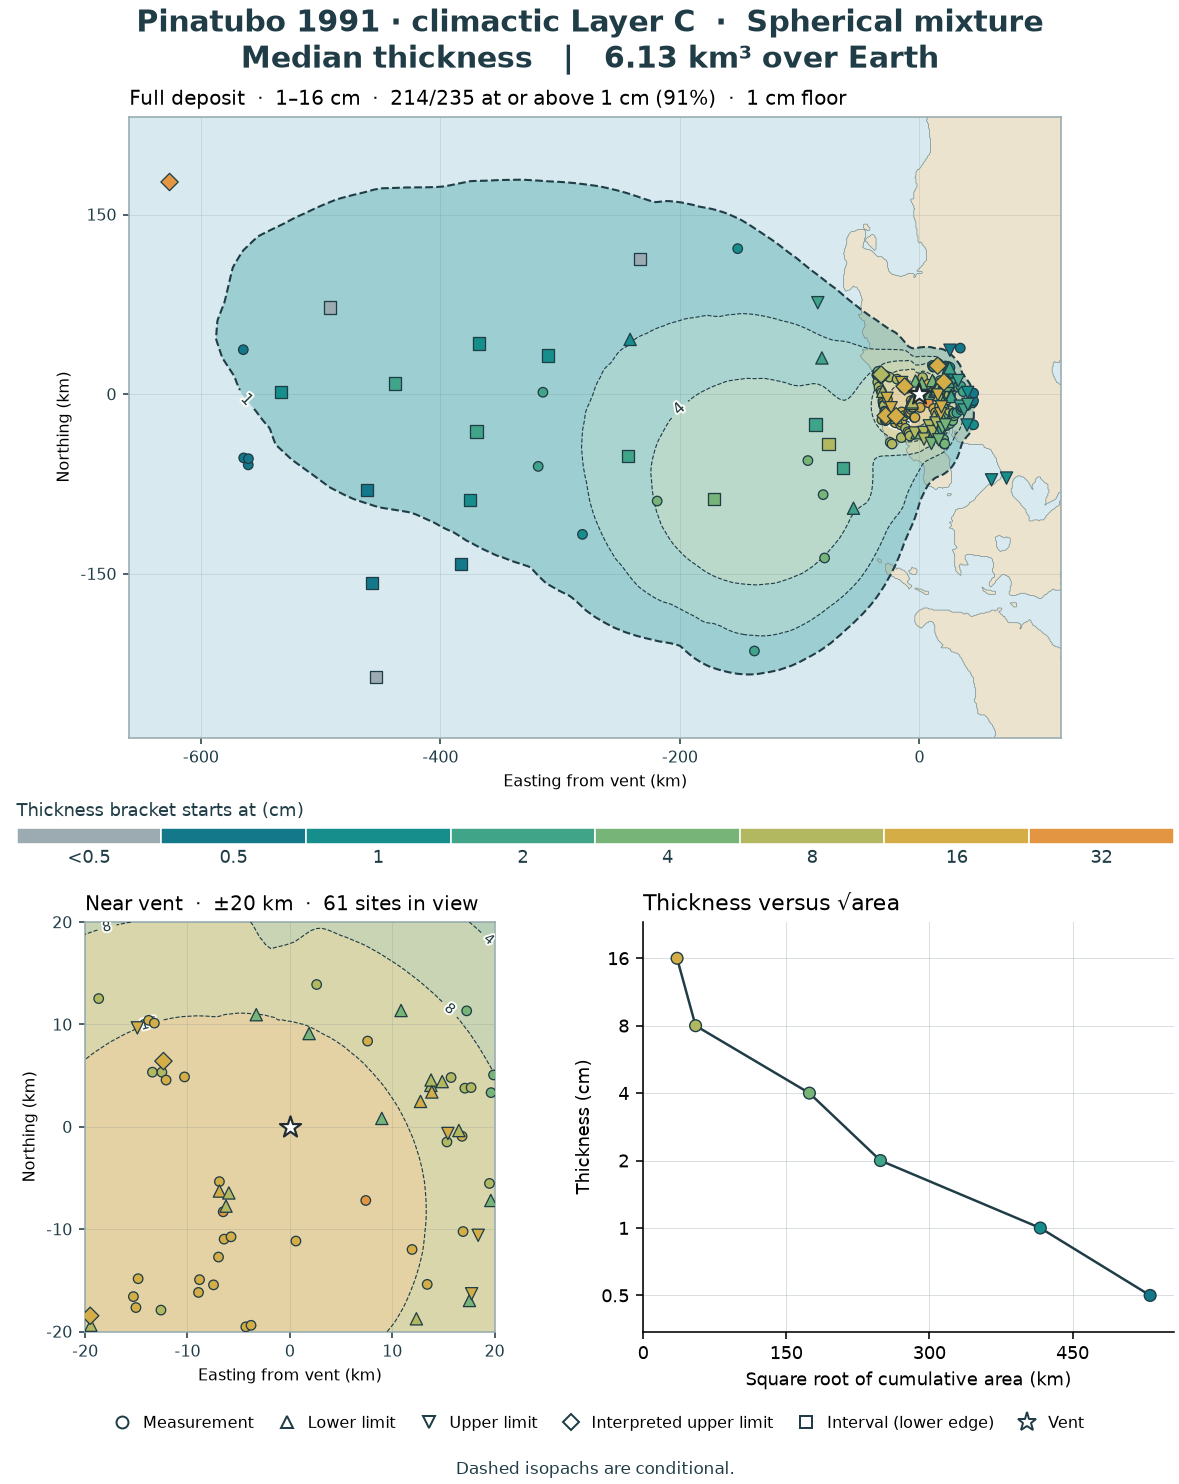 Pinatubo 1991 · climactic Layer C · Spherical mixture
Median thickness | 6.13 km³ over Earth
Full deposit · 1–16 cm · 214/235 at or above 1 cm (91%) · 1 cm floor
150
0
-150
Northing (km)
1
4
-600
-400
-200
0
Easting from vent (km)
Thickness bracket starts at (cm)
<0.5
0.5
1
2
4
8
16
32
Near vent · ±20 km · 61 sites in view
20
10
0
-10
-20
Northing (km)
8
4
8
-20
-10
0
10
20
Easting from vent (km)
Thickness versus √area
16
8
4
2
1
0.5
Thickness (cm)
0
150
300
450
Square root of cumulative area (km)
Measurement
Lower limit
Upper limit
Interpreted upper limit
Interval (lower edge)
Vent
Dashed isopachs are conditional.